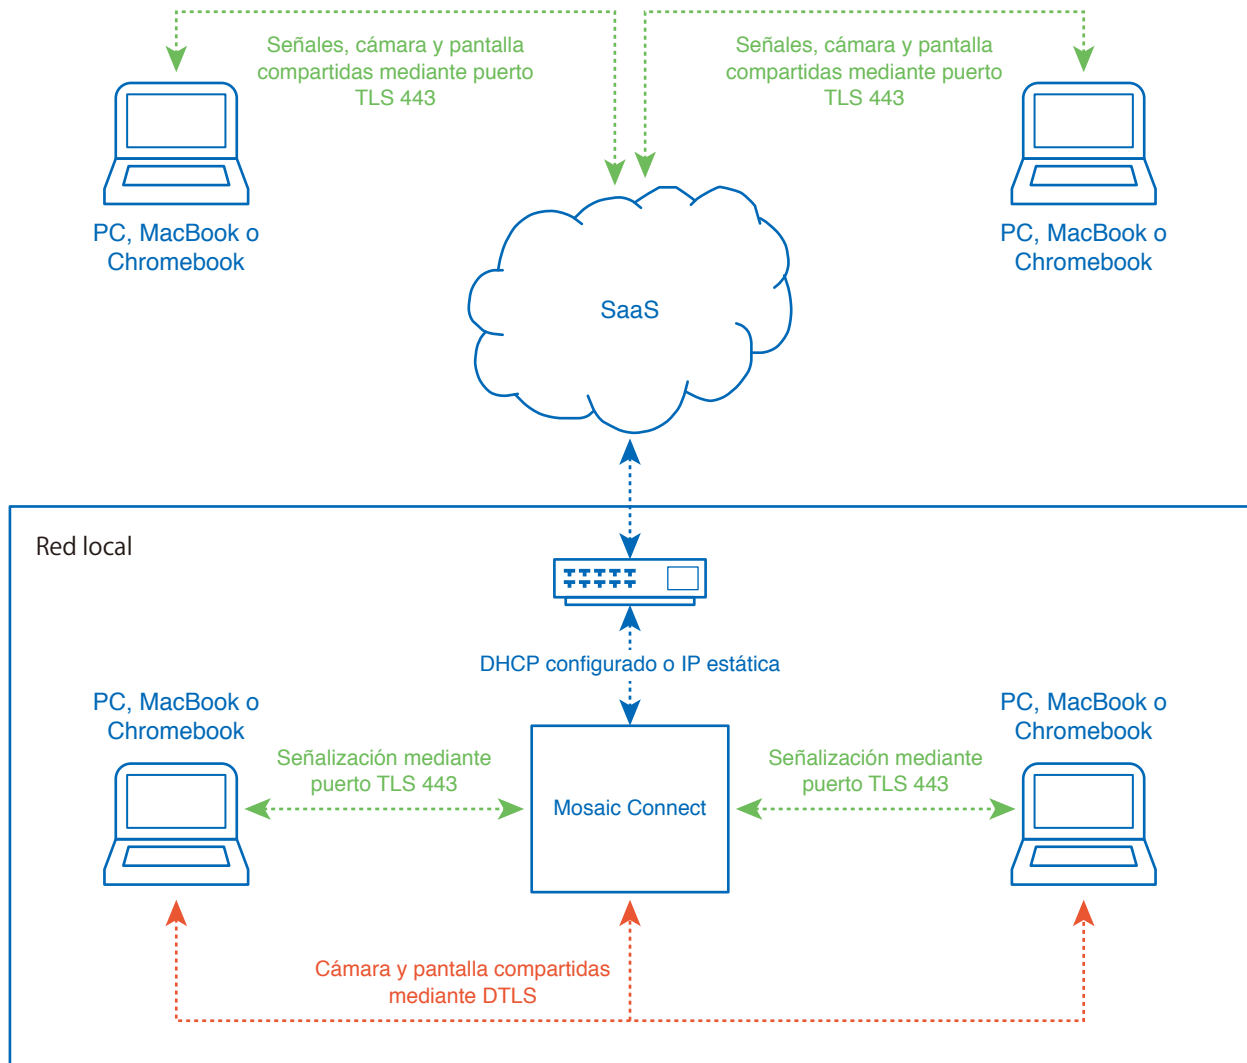 Señales, cámara y pantalla
compartidas mediante puerto
TLS 443
Señales, cámara y pantalla
compartidas mediante puerto
TLS 443
PC, MacBook o
Chromebook
PC, MacBook o
Chromebook
SaaS
Red local
DHCP configurado o IP estática
PC, MacBook o
Chromebook
PC, MacBook o
Chromebook
Señalización mediante
puerto TLS 443
Señalización mediante
puerto TLS 443
Mosaic Connect
Cámara y pantalla compartidas
mediante DTLS